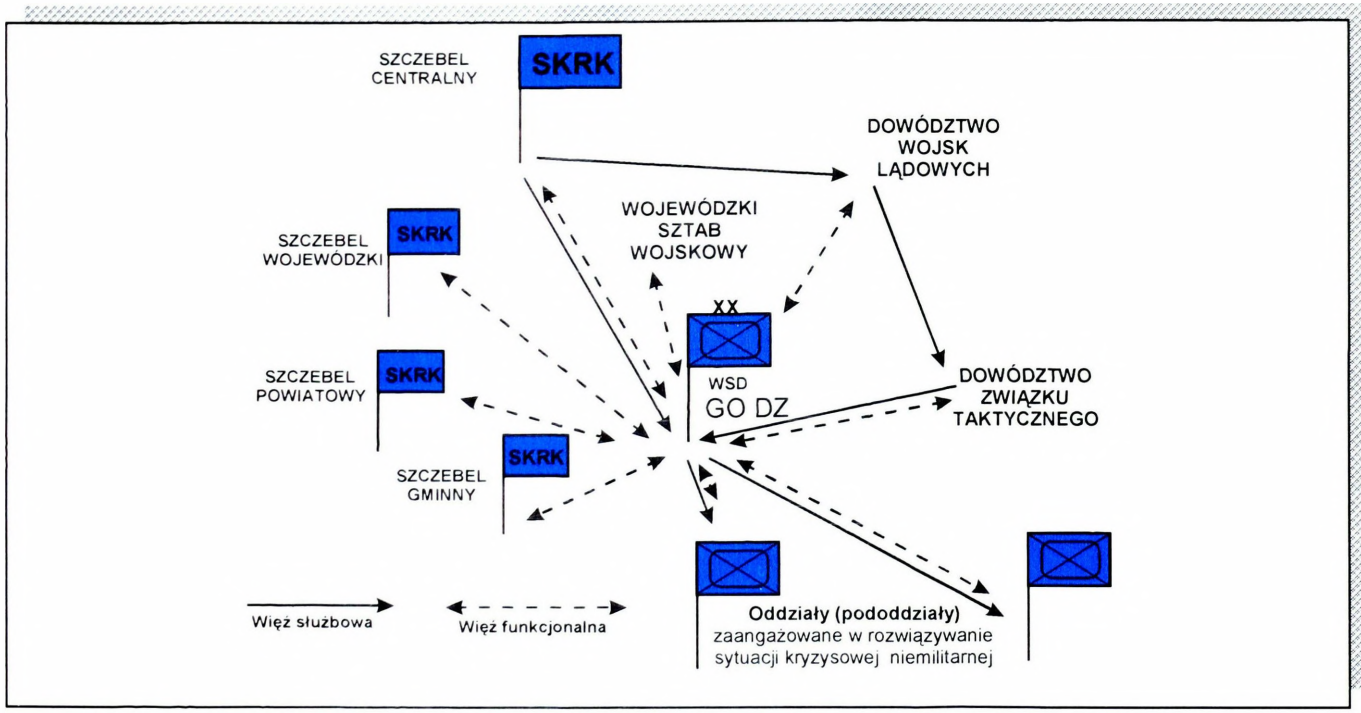 SZCZEBEL
CENTRALNY
SKRK
DOWÓDZTWO
WOJSK
LĄDOWYCH
WOJEWÓDZKI
SZTAB
WOJSKOWY
SZCZEBEL
WOJEWÓDZKI
SKRK
XX
WSD
GO DZ
SZCZEBEL
POWIATOWY
SKRK
DOWÓDZTWO
ZWIĄZKU
TAKTYCZNEGO
SZCZEBEL
GMINNY
SKRK
Więź służbowa
Więź funkcjonalna
Oddziały (pododdziały)
zaangażowane w rozwiązywanie
sytuacji kryzysowej niemilitarnej